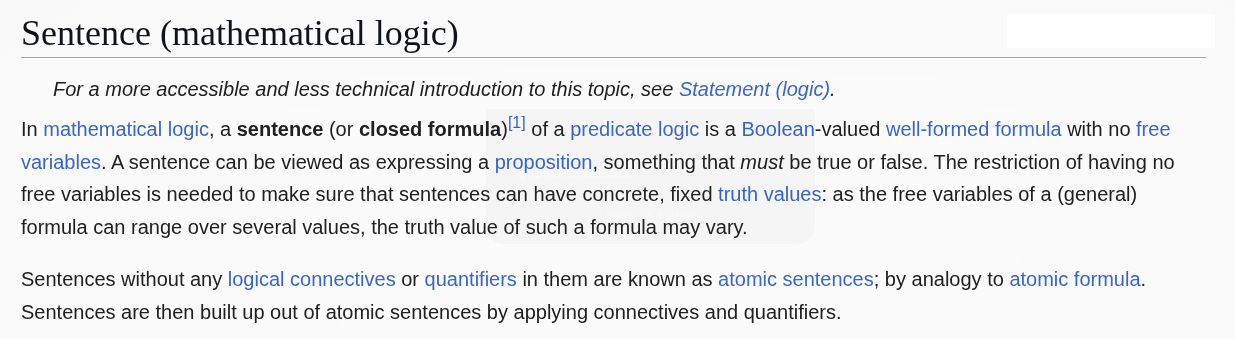 Sentence (mathematical logic)
For a more accessible and less technical introduction to this topic, see Statement (logic).
In mathematical logic, a sentence (or closed formula)[1] of a predicate logic is a Boolean-valued well-formed formula with no free
variables. A sentence can be viewed as expressing a proposition, something that must be true or false. The restriction of having no
free variables is needed to make sure that sentences can have concrete, fixed truth values: as the free variables of a (general)
formula can range over several values, the truth value of such a formula may vary.
Sentences without any logical connectives or quantifiers in them are known as atomic sentences; by analogy to atomic formula.
Sentences are then built up out of atomic sentences by applying connectives and quantifiers.